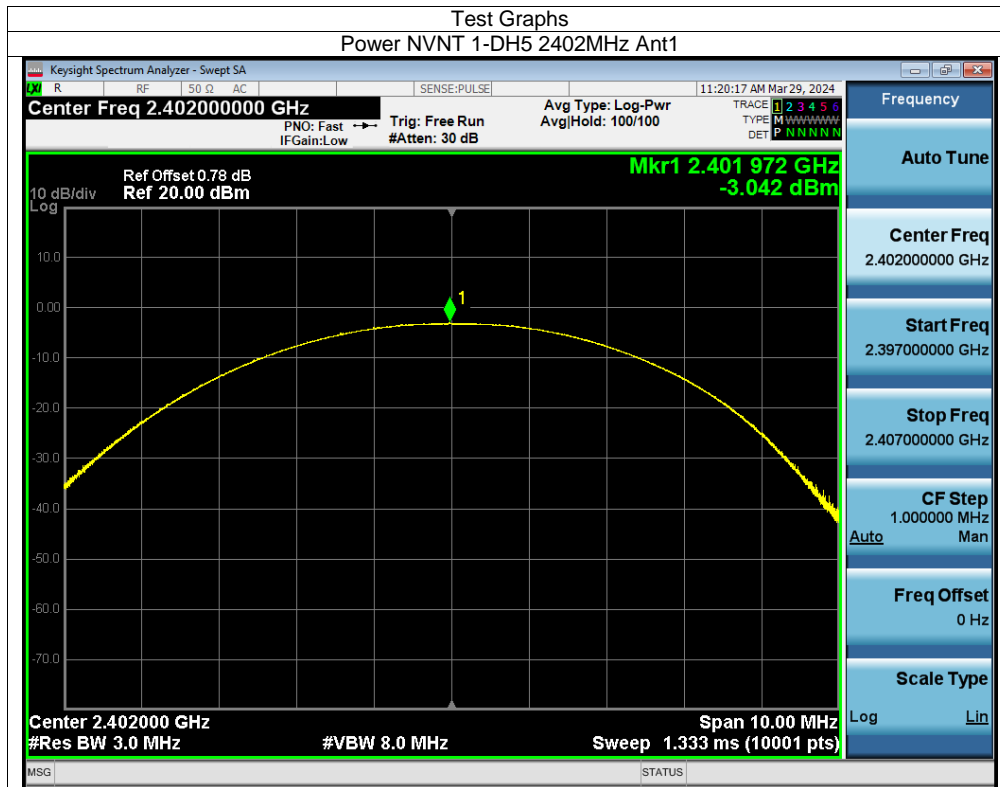 Test Graphs
Power NVNT 1-DH5 2402MHz Ant1
Keysight Spectrum Analyzer - Swept SA
LXI R RF 50 Ω AC SENSE:PULSE 11:20:17 AM Mar 29, 2024
Center Freq 2.402000000 GHz
PNO: Fast
IFGain:Low
Trig: Free Run
#Atten: 30 dB
Avg Type: Log-Pwr
Avg|Hold: 100/100
TRACE 1 2 3 4 5 6
TYPE M WWWWW
DET P N N N N N
Mkr1 2.401 972 GHz
-3.042 dBm
Ref Offset 0.78 dB
10 dB/div Ref 20.00 dBm
Log
10.0
0.00
-10.0
-20.0
-30.0
-40.0
-50.0
-60.0
-70.0
1
Center 2.402000 GHz Span 10.00 MHz
#Res BW 3.0 MHz #VBW 8.0 MHz Sweep 1.333 ms (10001 pts)
MSG STATUS
Frequency
Auto Tune
Center Freq
2.402000000 GHz
Start Freq
2.397000000 GHz
Stop Freq
2.407000000 GHz
CF Step
1.000000 MHz
Auto Man
Freq Offset
0 Hz
Scale Type
Log Lin